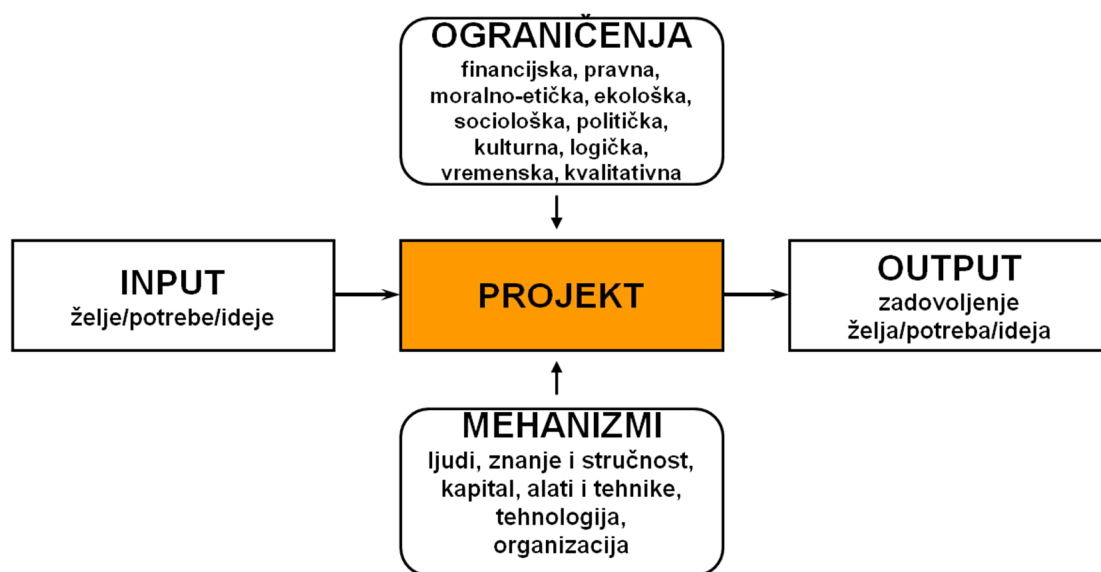 OGRANIČENJA
financijska, pravna,
moralno-etička, ekološka,
sociološka, politička,
kulturna, logička,
vremenska, kvalitativna
INPUT
želje/potrebe/ideje
PROJEKT
OUTPUT
zadovoljenje
želja/potreba/ideja
MEHANIZMI
ljudi, znanje i stručnost,
kapital, alati i tehnike,
tehnologija,
organizacija